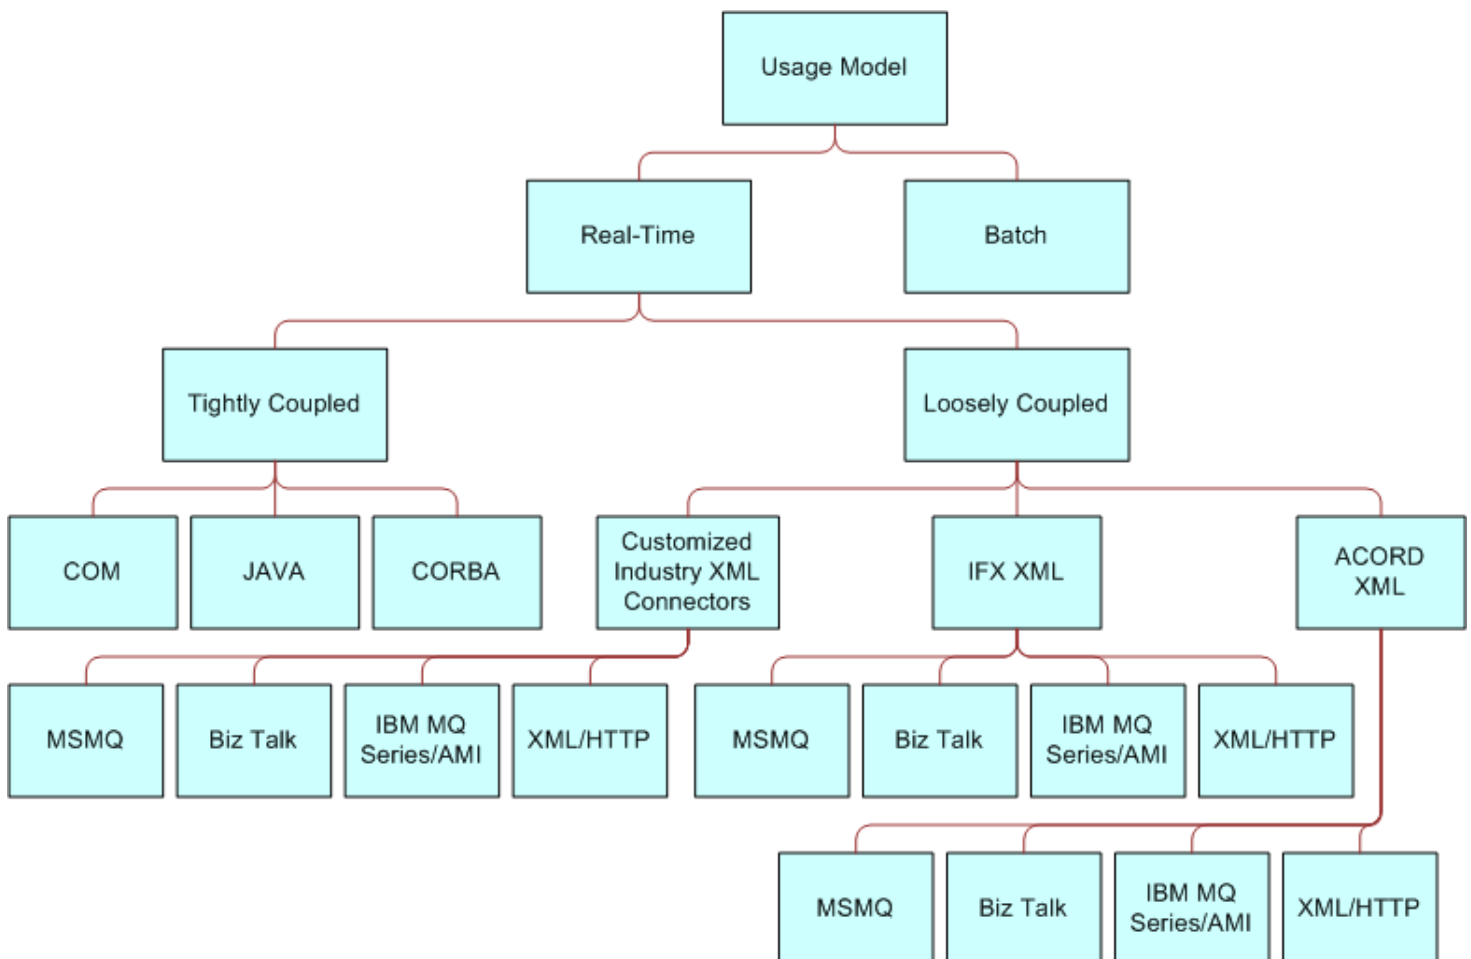 Usage Model
Real-Time
Batch
Tightly Coupled
Loosely Coupled
COM
JAVA
CORBA
Customized
Industry XML
Connectors
IFX XML
ACORD
XML
MSMQ
Biz Talk
IBM MQ
Series/AMI
XML/HTTP
MSMQ
Biz Talk
IBM MQ
Series/AMI
XML/HTTP
MSMQ
Biz Talk
IBM MQ
Series/AMI
XML/HTTP